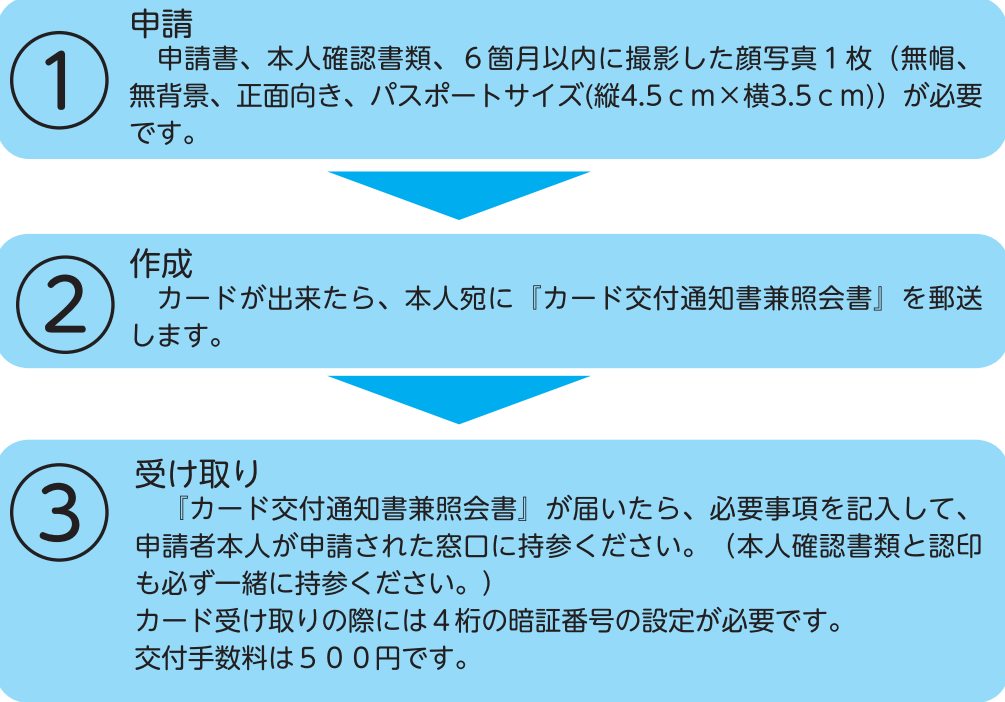 ①
申請
　申請書、本人確認書類、６箇月以内に撮影した顔写真１枚（無帽、
無背景、正面向き、パスポートサイズ(縦4.5ｃｍ×横3.5ｃｍ)）が必要
です。
②
作成
　カードが出来たら、本人宛に『カード交付通知書兼照会書』を郵送
します。
③
受け取り
　『カード交付通知書兼照会書』が届いたら、必要事項を記入して、
申請者本人が申請された窓口に持参ください。（本人確認書類と認印
も必ず一緒に持参ください。）
カード受け取りの際には４桁の暗証番号の設定が必要です。
交付手数料は５００円です。